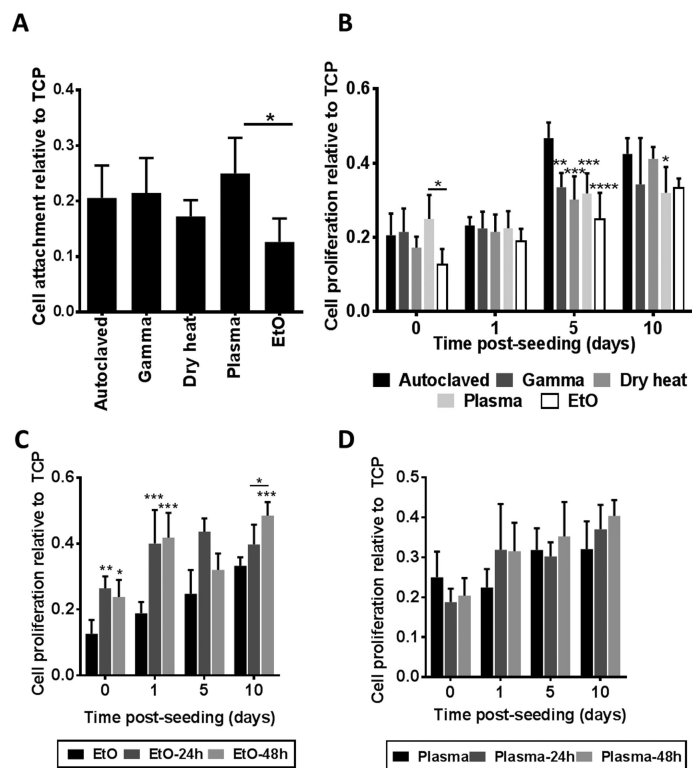 A
Cell attachment relative to TCP
0.4
0.3
0.2
0.1
0.0
*
Autoclaved
Gamma
Dry heat
Plasma
EtO
B
Cell proliferation relative to TCP
0.6
0.4
0.2
0.0
*
**
***
***
****
*
0
1
5
10
Time post-seeding (days)
Autoclaved Gamma Dry heat
Plasma EtO
C
Cell proliferation relative to TCP
0.6
0.4
0.2
0.0
**
*
***
***
*
***
0
1
5
10
Time post-seeding (days)
EtO EtO-24h EtO-48h
D
Cell proliferation relative to TCP
0.5
0.4
0.3
0.2
0.1
0.0
0
1
5
10
Time post-seeding (days)
Plasma Plasma-24h Plasma-48h